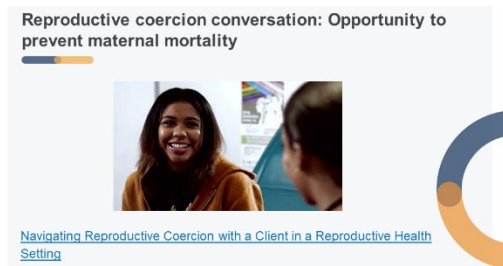 Reproductive coercion conversation: Opportunity to
prevent maternal mortality
Navigating Reproductive Coercion with a Client in a Reproductive Health
Setting